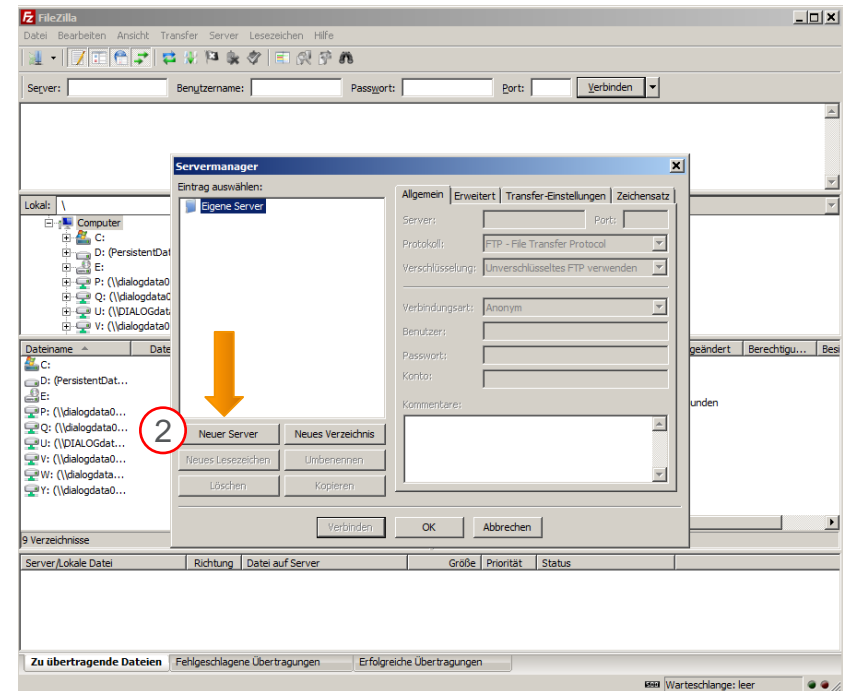 FileZilla
Datei Bearbeiten Ansicht Transfer Server Lesezeichen Hilfe
Server: Benutzername: Passwort: Port: Verbinden
Servermanager
Eintrag auswählen:
Eigene Server
Allgemein Erweitert Transfer-Einstellungen Zeichensatz
Server: Port:
Protokoll: FTP - File Transfer Protocol
Verschlüsselung: Unverschlüsseltes FTP verwenden
Verbindungsart: Anonym
Benutzer:
Passwort:
Konto:
Kommentare:
2
Neuer Server Neues Verzeichnis
Neues Lesezeichen Umbenennen
Löschen Kopieren
Verbinden OK Abbrechen
Lokal: \
Computer
C:
D: (PersistentDat
E:
P: (\\dialogdata0
Q: (\\dialogdata0
U: (\\DIALOGdat
V: (\\dialogdata0
Dateiname Date
geändert Berechtigu... Besi
C:
D: (PersistentDat...
E:
P: (\\dialogdata0...
Q: (\\dialogdata0...
U: (\\DIALOGdat...
V: (\\dialogdata0...
W: (\\dialogdata...
Y: (\\dialogdata0...
unden
9 Verzeichnisse
Server/Lokale Datei Richtung Datei auf Server Größe Priorität Status
Zu übertragende Dateien Fehlgeschlagene Übertragungen Erfolgreiche Übertragungen
Warteschlange: leer